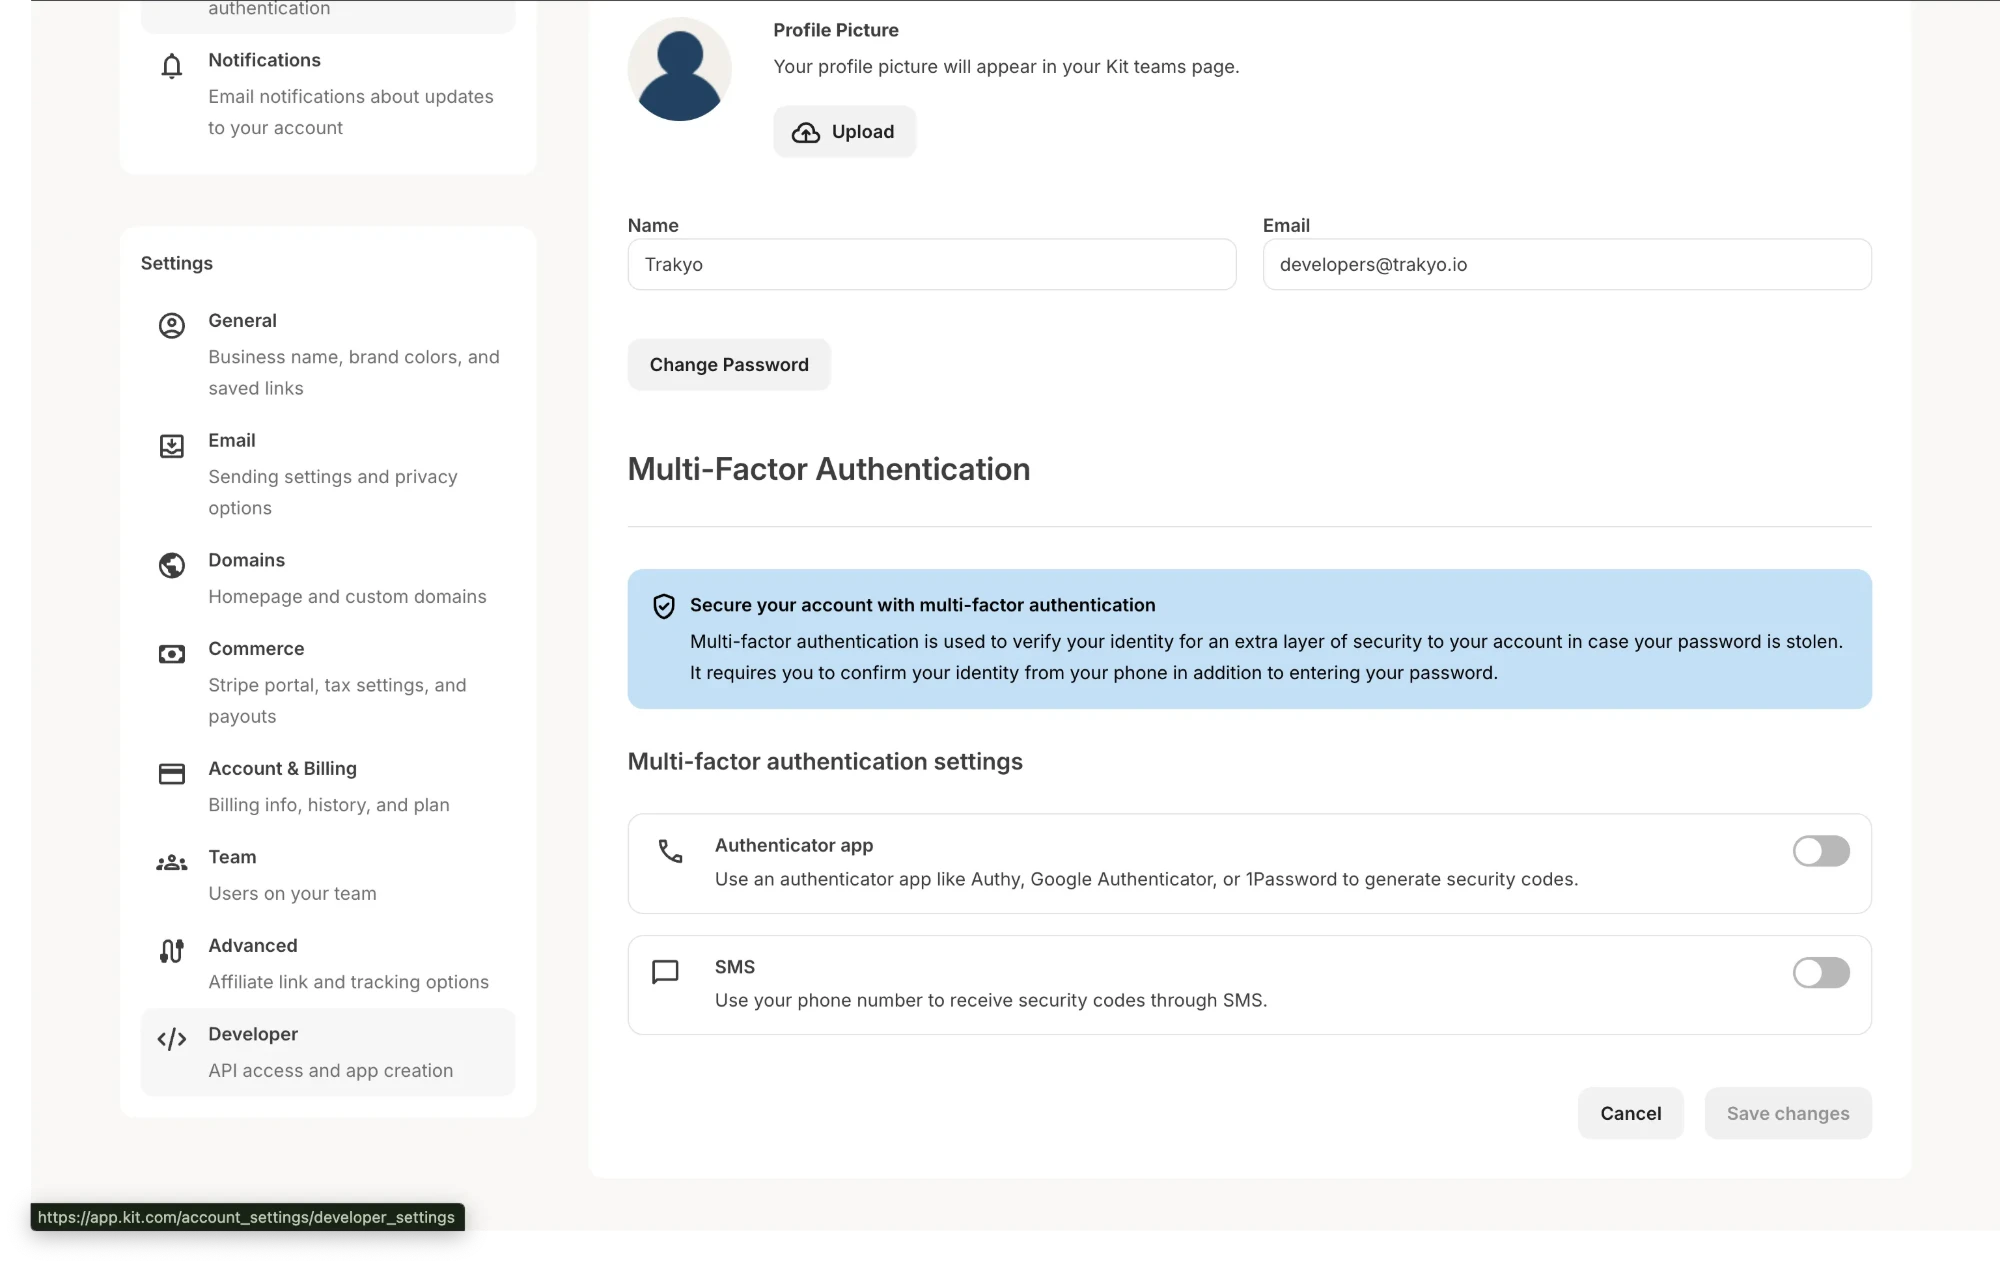 authentication
Notifications
Email notifications about updates
to your account
Settings
General
Business name, brand colors, and
saved links
Email
Sending settings and privacy
options
Domains
Homepage and custom domains
Commerce
Stripe portal, tax settings, and
payouts
Account & Billing
Billing info, history, and plan
Team
Users on your team
Advanced
Affiliate link and tracking options
Developer
API access and app creation
Profile Picture
Your profile picture will appear in your Kit teams page.
Upload
Name
Trakyo
Email
developers@trakyo.io
Change Password
Multi-Factor Authentication
Secure your account with multi-factor authentication
Multi-factor authentication is used to verify your identity for an extra layer of security to your account in case your password is stolen.
It requires you to confirm your identity from your phone in addition to entering your password.
Multi-factor authentication settings
Authenticator app
Use an authenticator app like Authy, Google Authenticator, or 1Password to generate security codes.
SMS
Use your phone number to receive security codes through SMS.
Cancel
Save changes
https://app.kit.com/account_settings/developer_settings